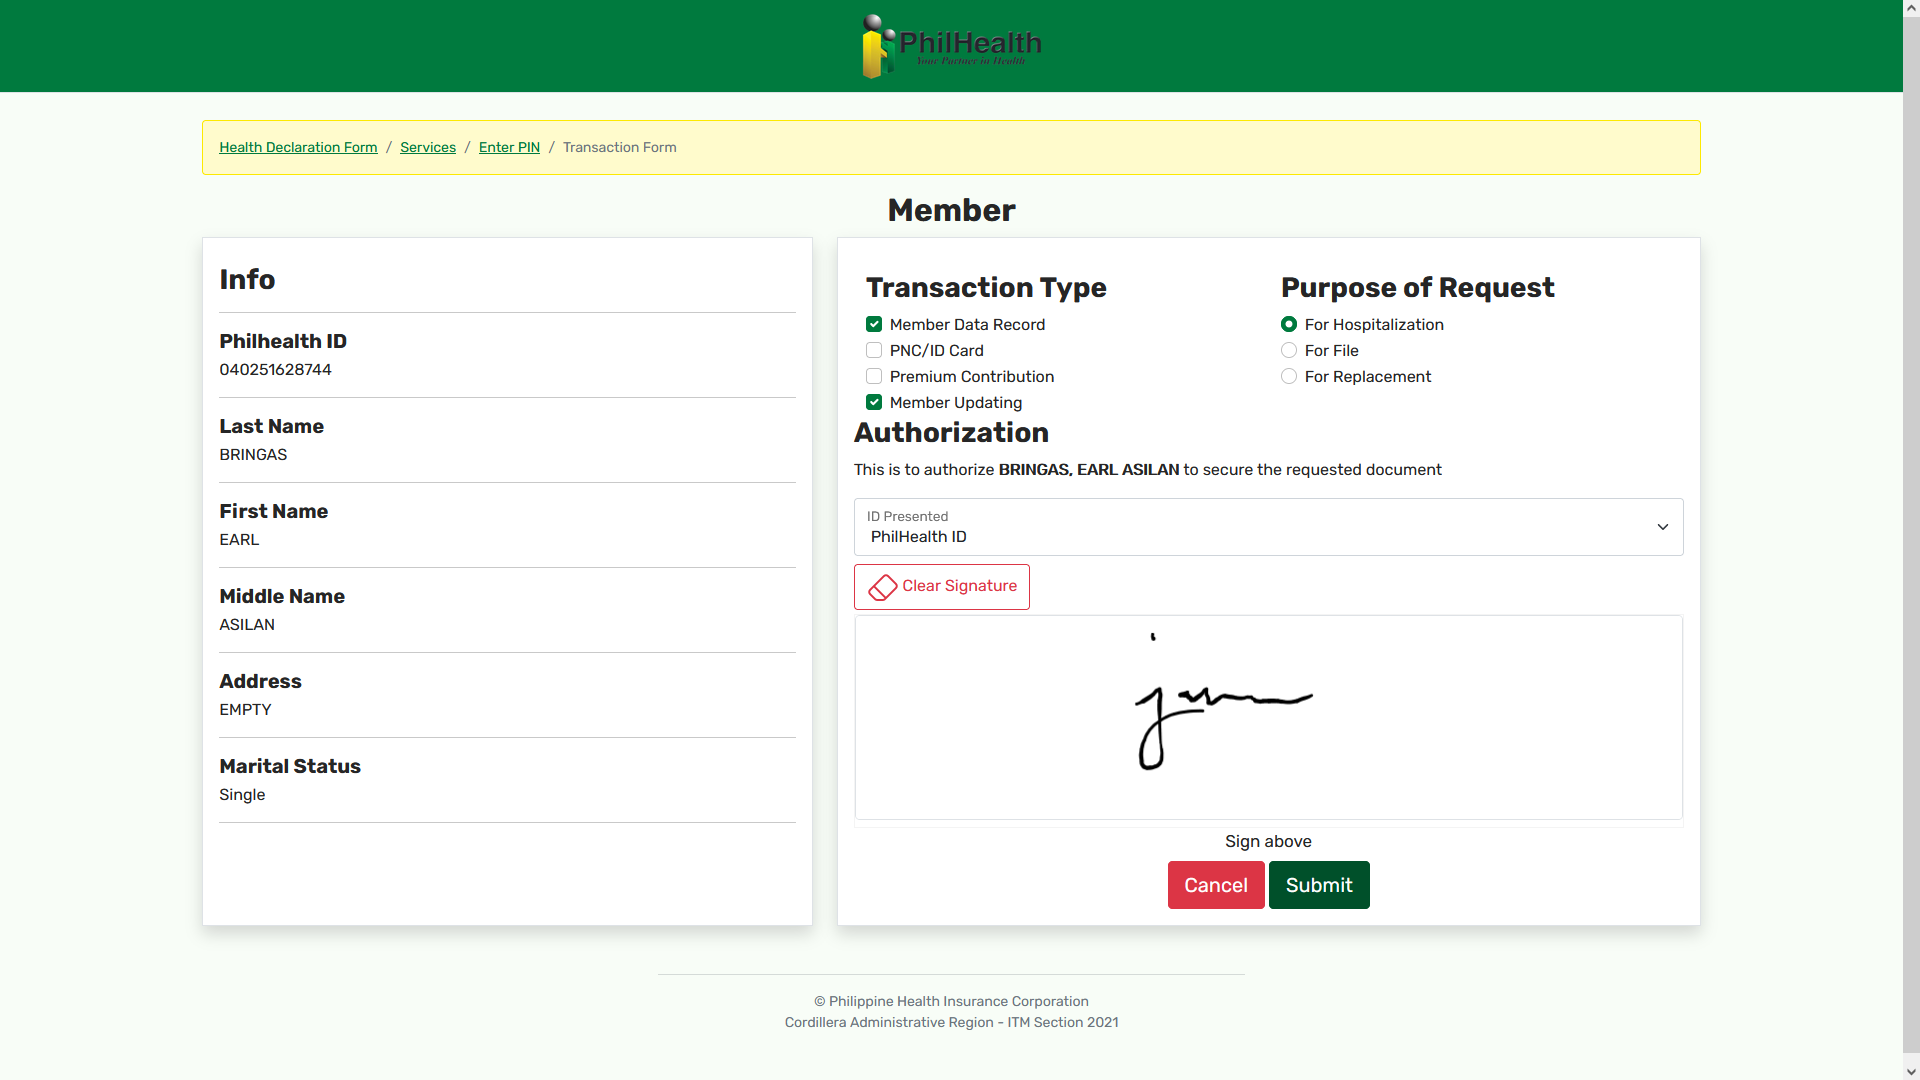 PhilHealth
Your Partner in Health
Health Declaration Form / Services / Enter PIN / Transaction Form
Member
Info
Philhealth ID
040251628744
Last Name
BRINGAS
First Name
EARL
Middle Name
ASILAN
Address
EMPTY
Marital Status
Single
Transaction Type
Member Data Record
PNC/ID Card
Premium Contribution
Member Updating
Purpose of Request
For Hospitalization
For File
For Replacement
Authorization
This is to authorize BRINGAS, EARL ASILAN to secure the requested document
ID Presented
PhilHealth ID
Clear Signature
Sign above
Cancel Submit
© Philippine Health Insurance Corporation
Cordillera Administrative Region - ITM Section 2021